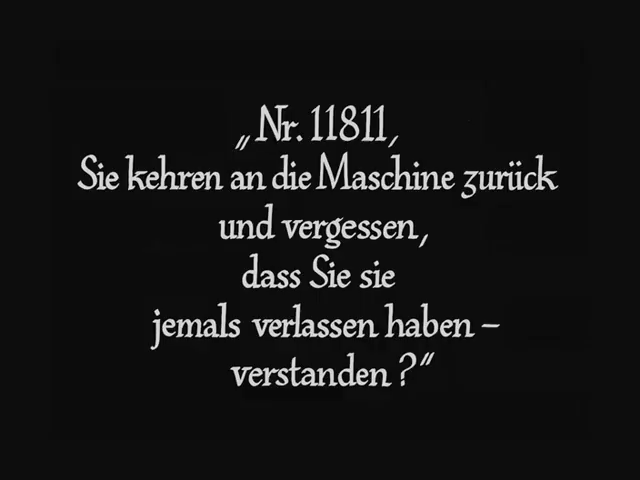 „Nr. 11811,
Sie kehren an die Maschine zurück
und vergessen,
dass Sie sie
jemals verlassen haben –
verstanden?“